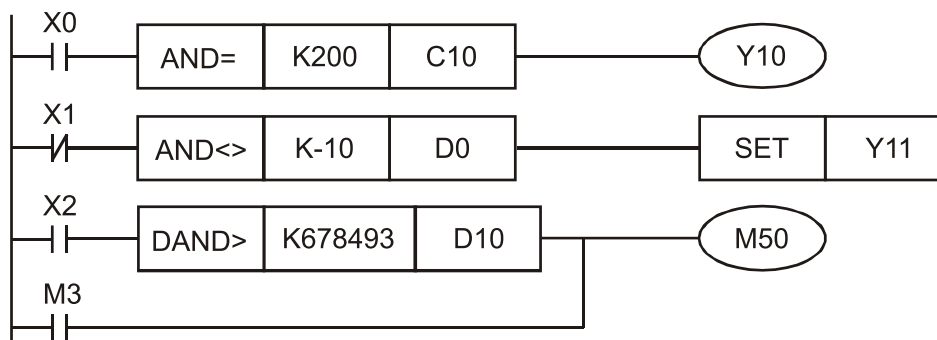 X0
AND= K200 C10 Y10
X1
AND<> K-10 D0 SET Y11
X2
DAND> K678493 D10 M50
M3